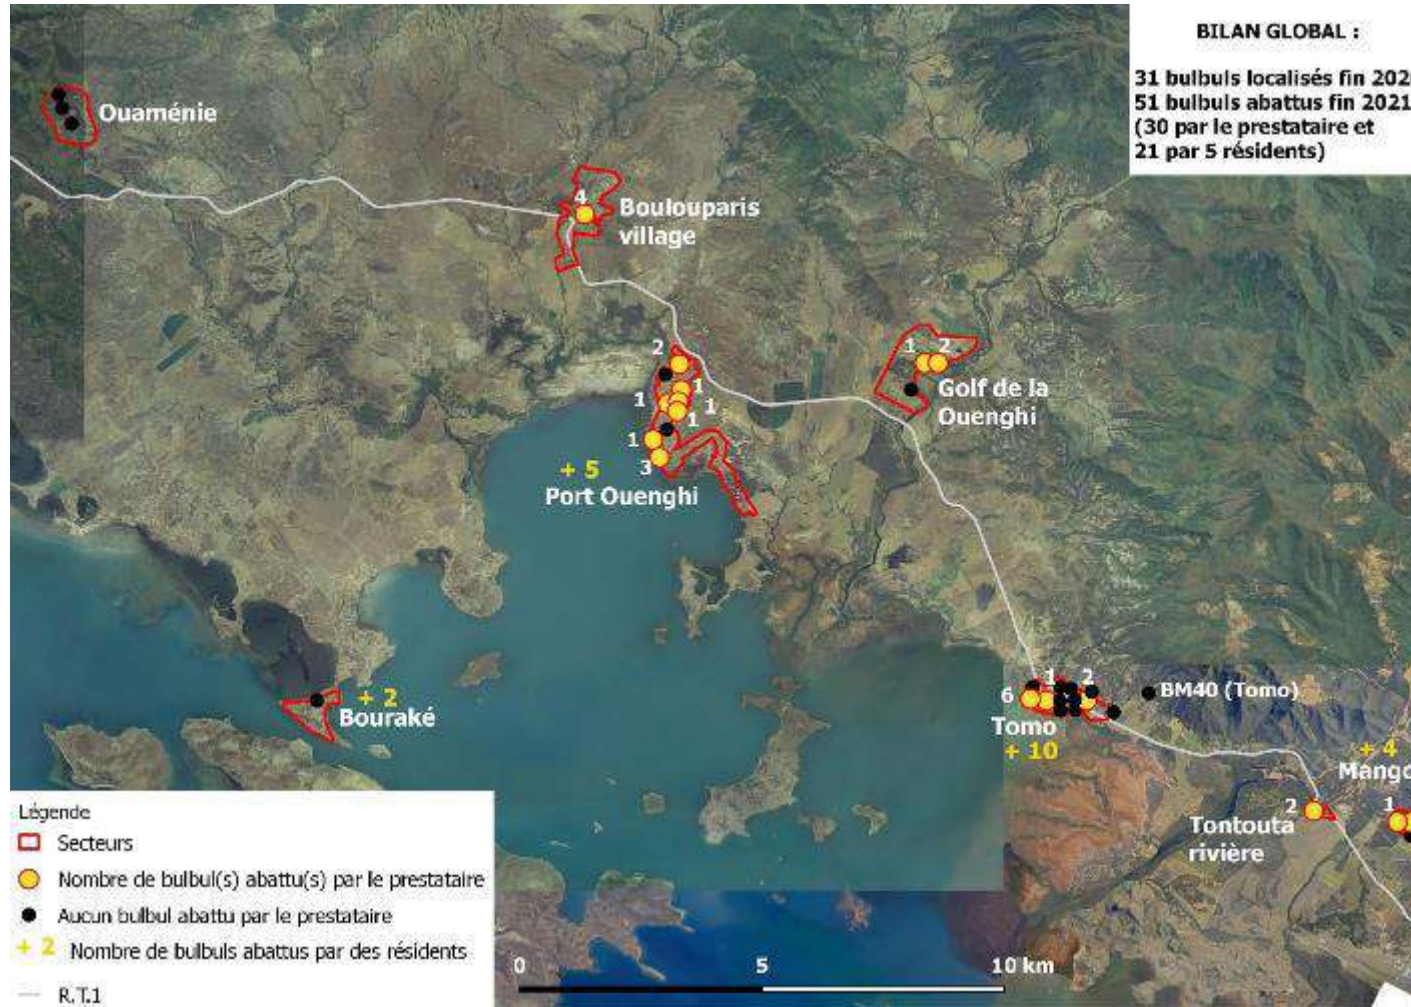 BILAN GLOBAL :
31 bulbuls localisés fin 202
51 bulbuls abattus fin 2021
(30 par le prestataire et
21 par 5 résidents)
Ouaménie
4
Boulouparis
village
2
1
1
1
1
1
3
+ 5
Port Ouenghi
1 2
Golf de la
Ouenghi
+ 2
Bouraké
6
1
2
BM40 (Tomo)
Tomo
+ 10
+ 4
Mang
2
Tontouta
rivière
1
Légende
Secteurs
Nombre de bulbul(s) abattu(s) par le prestataire
Aucun bulbul abattu par le prestataire
+ 2 Nombre de bulbuls abattus par des résidents
R.T.1
0 5 10 km